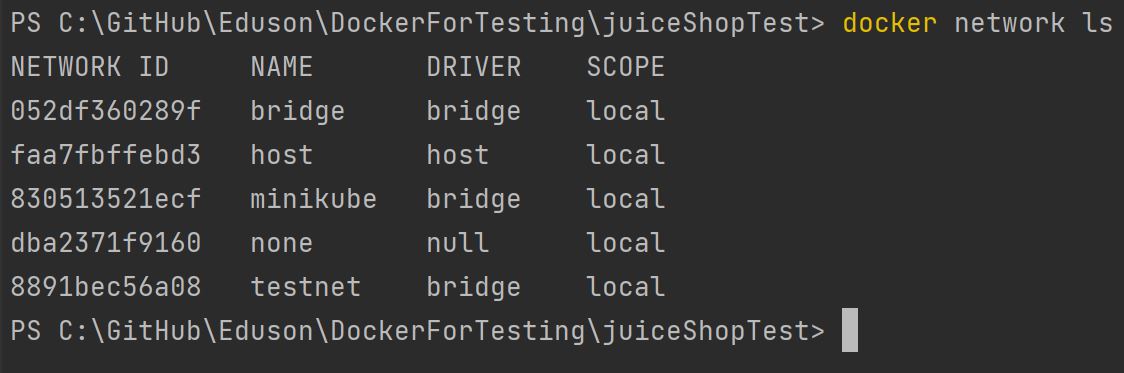 PS C:\GitHub\Eduson\DockerForTesting\juiceShopTest> docker network ls
NETWORK ID     NAME       DRIVER    SCOPE
052df360289f   bridge     bridge    local
faa7fbffebd3   host       host      local
830513521ecf   minikube   bridge    local
dba2371f9160   none       null      local
8891bec56a08   testnet    bridge    local
PS C:\GitHub\Eduson\DockerForTesting\juiceShopTest>